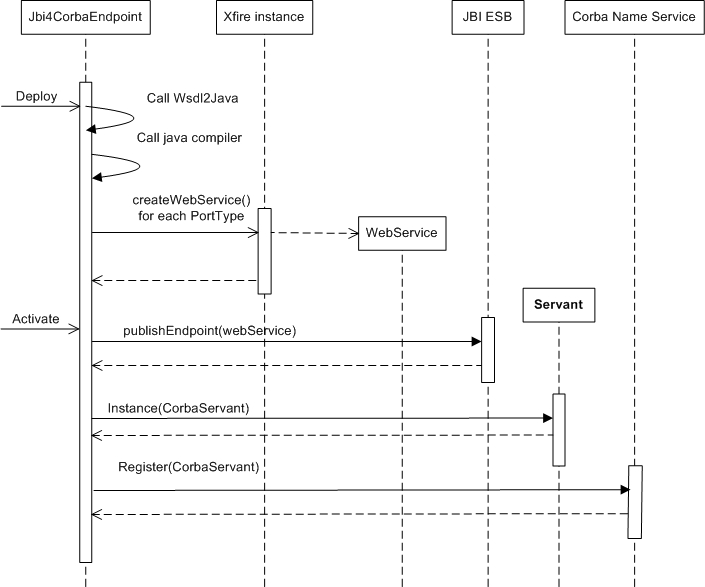 Jbi4CorbaEndpoint
Xfire instance
JBI ESB
Corba Name Service
Deploy
Call Wsdl2Java
Call java compiler
createWebService()
for each PortType
WebService
Servant
Activate
publishEndpoint(webService)
Instance(CorbaServant)
Register(CorbaServant)